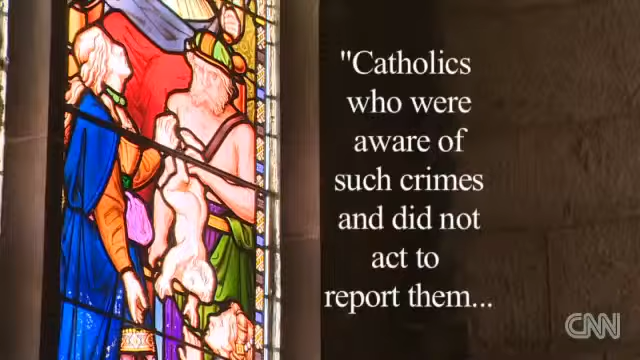 "Catholics
who were
aware of
such crimes
and did not
act to
report them...
CNN